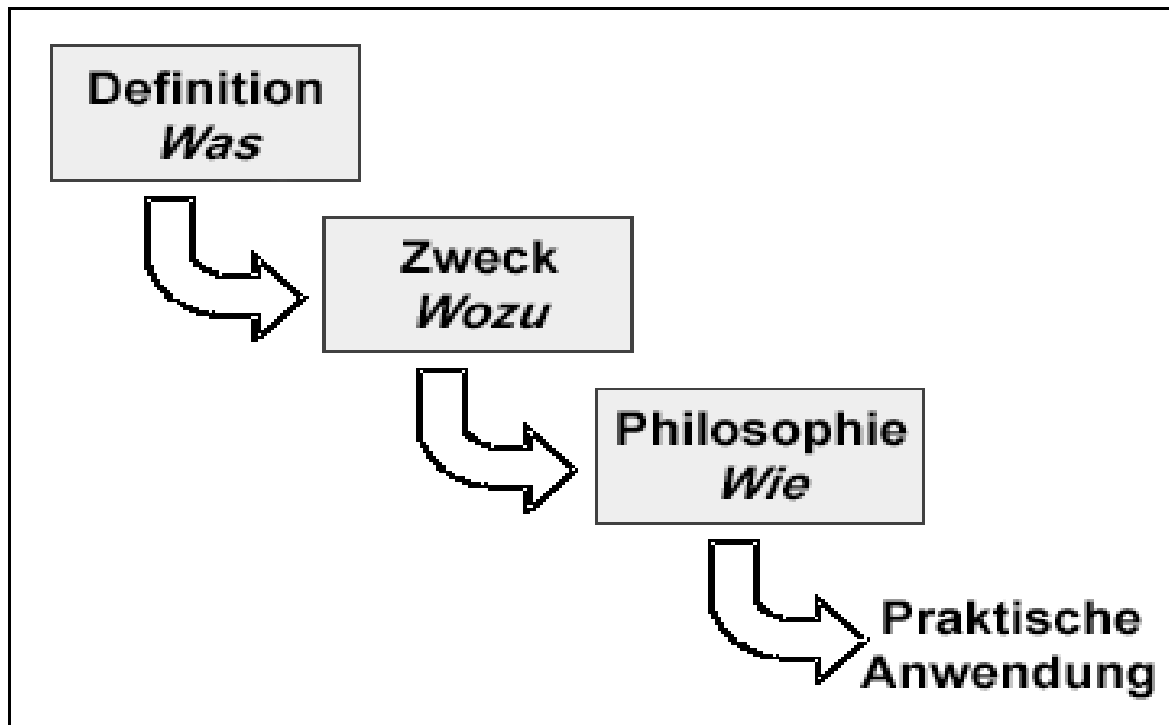 Definition
Was
Zweck
Wozu
Philosophie
Wie
Praktische
Anwendung